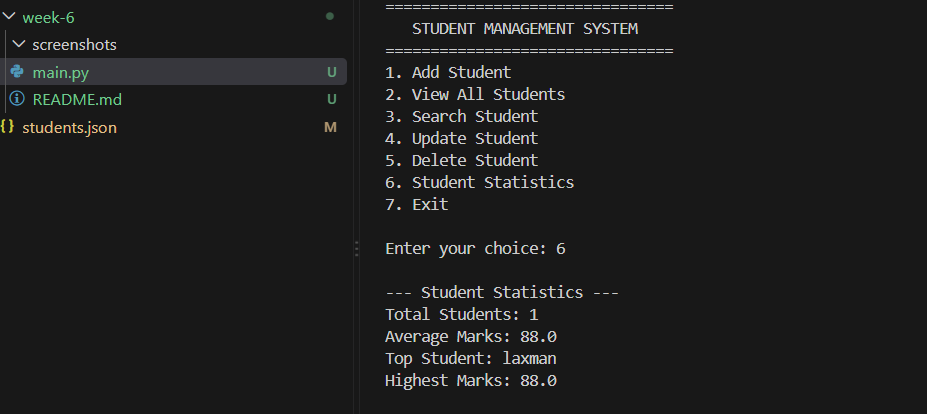 week-6
screenshots
main.py U
README.md U
{} students.json M
================================
STUDENT MANAGEMENT SYSTEM
================================
1. Add Student
2. View All Students
3. Search Student
4. Update Student
5. Delete Student
6. Student Statistics
7. Exit
Enter your choice: 6
--- Student Statistics ---
Total Students: 1
Average Marks: 88.0
Top Student: laxman
Highest Marks: 88.0